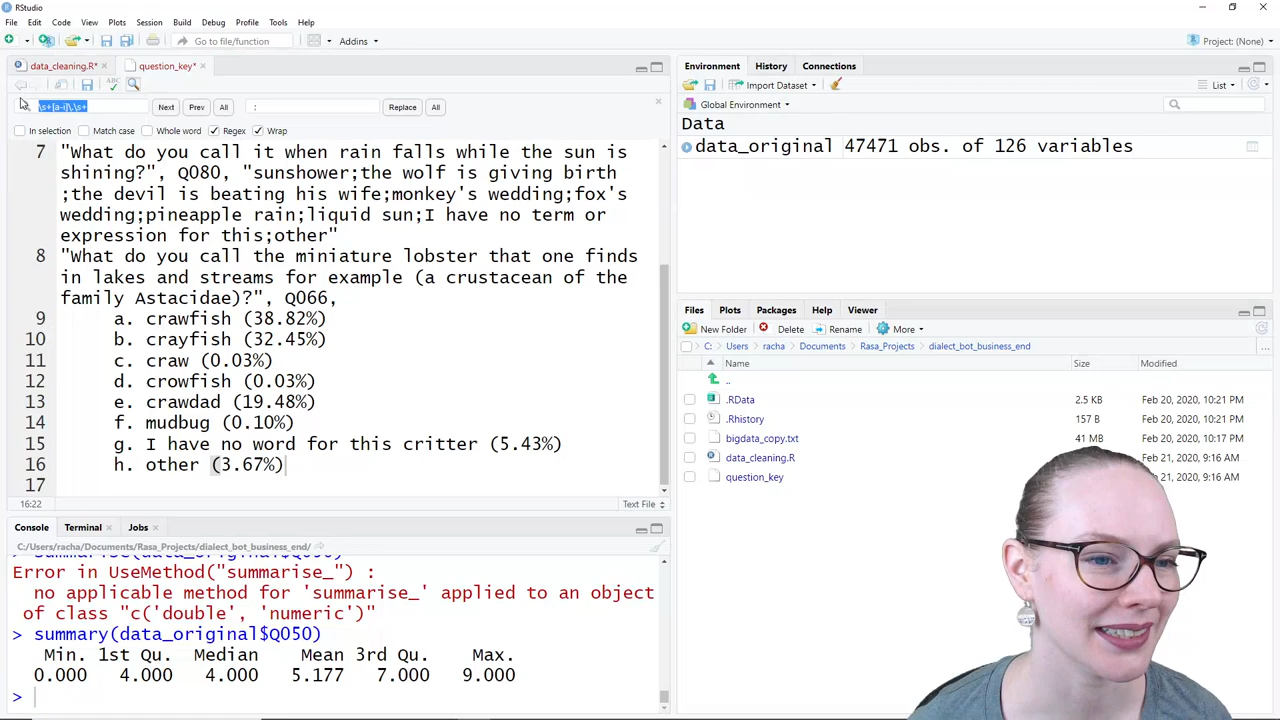 RStudio
File Edit Code View Plots Session Build Debug Profile Tools Help
Go to file/function Addins Project: (None)
data_cleaning.R* question_key*
ABC
\s+[a-i]\.\s+ Next Prev All ; Replace All
In selection Match case Whole word Regex Wrap
7 "What do you call it when rain falls while the sun is
shining?", Q080, "sunshower;the wolf is giving birth
;the devil is beating his wife;monkey's wedding;fox's
wedding;pineapple rain;liquid sun;I have no term or
expression for this;other"
8 "What do you call the miniature lobster that one finds
in lakes and streams for example (a crustacean of the
family Astacidae)?", Q066,
9 a. crawfish (38.82%)
10 b. crayfish (32.45%)
11 c. craw (0.03%)
12 d. crowfish (0.03%)
13 e. crawdad (19.48%)
14 f. mudbug (0.10%)
15 g. I have no word for this critter (5.43%)
16 h. other (3.67%)
17
16:22 Text File
Console Terminal Jobs
C:/Users/racha/Documents/Rasa_Projects/dialect_bot_business_end/
Error in UseMethod("summarise_") :
no applicable method for 'summarise_' applied to an object
of class "c('double', 'numeric')"
> summary(data_original$Q050)
Min. 1st Qu. Median Mean 3rd Qu. Max.
0.000 4.000 4.000 5.177 7.000 9.000
>
Environment History Connections
Import Dataset List
Global Environment
Data
data_original 47471 obs. of 126 variables
Files Plots Packages Help Viewer
New Folder Delete Rename More
C: Users racha Documents Rasa_Projects dialect_bot_business_end ...
Name Size Modified
..
.RData 2.5 KB Feb 20, 2020, 10:21 PM
.Rhistory 157 B Feb 20, 2020, 10:21 PM
bigdata_copy.txt 41 MB Feb 20, 2020, 10:17 PM
data_cleaning.R Feb 21, 2020, 9:16 AM
question_key 21, 2020, 9:16 AM